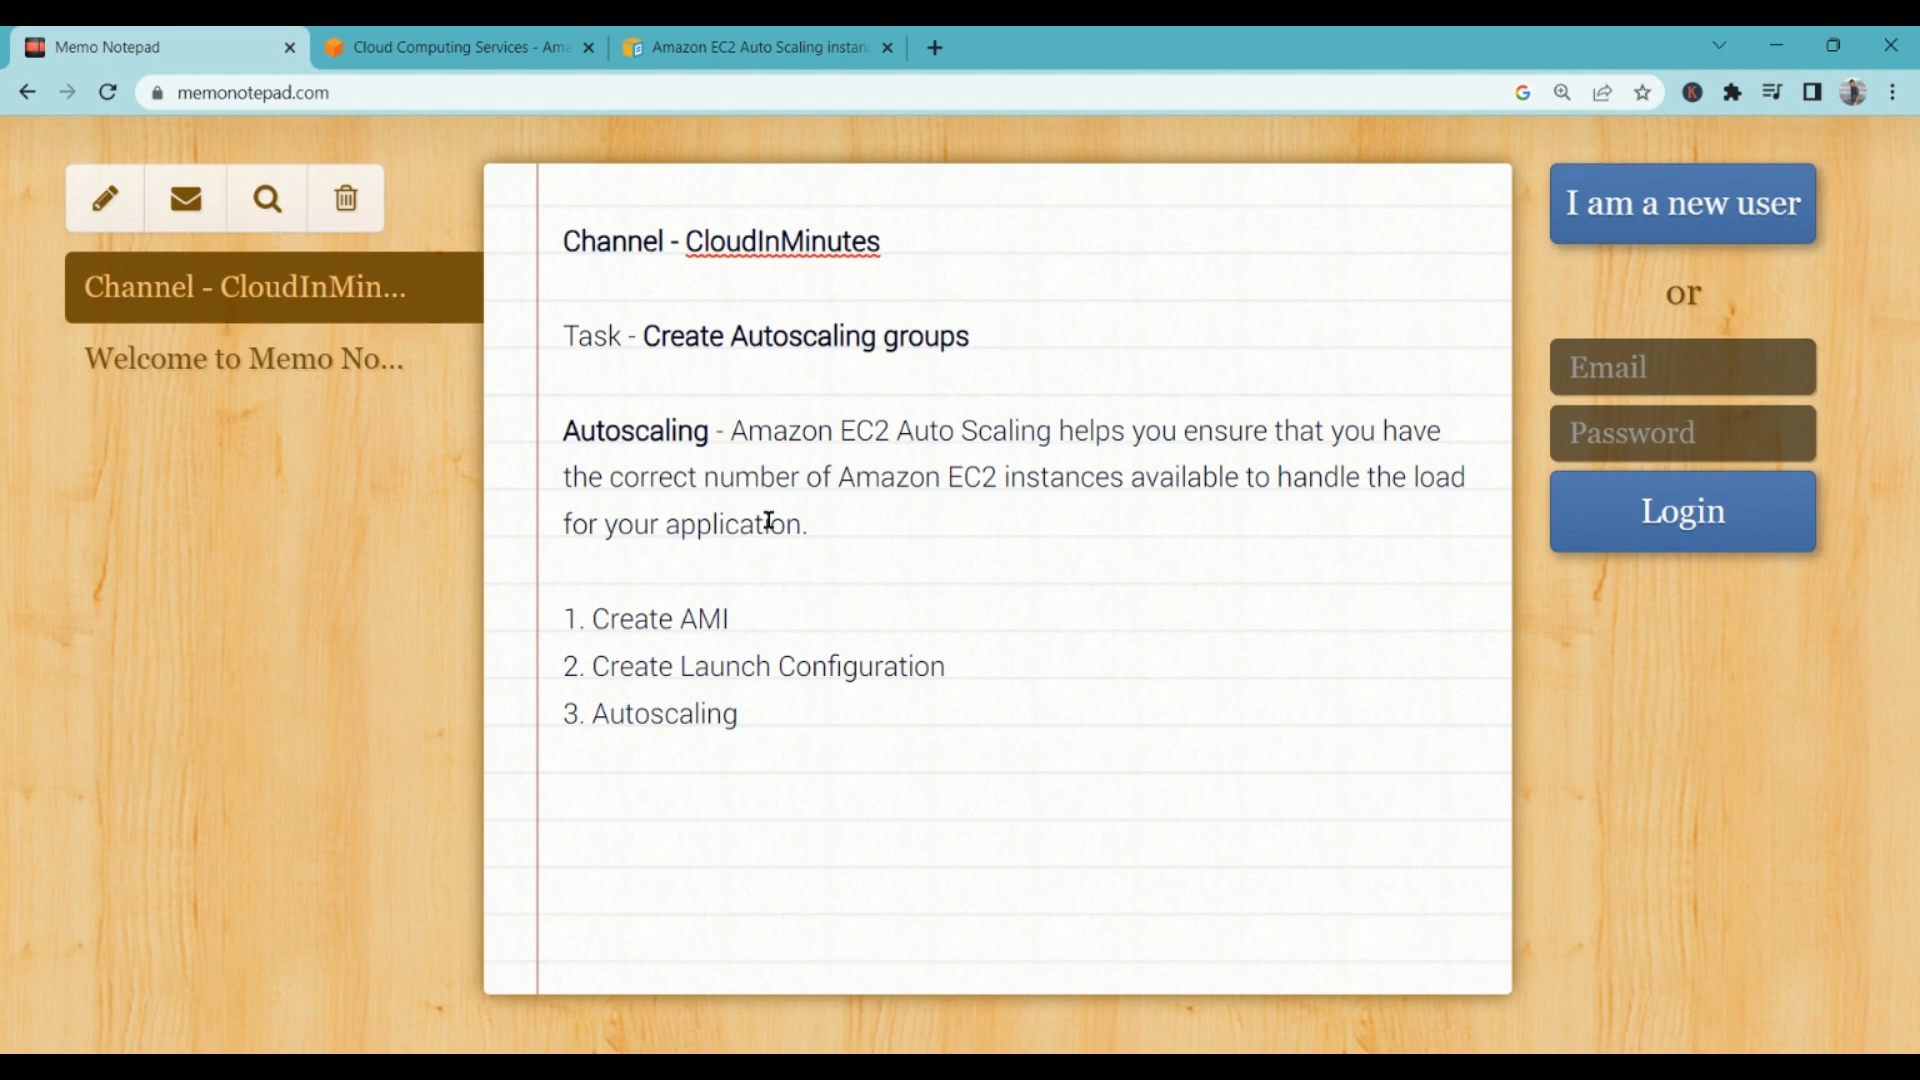 Memo Notepad
Cloud Computing Services - Ama
Amazon EC2 Auto Scaling instan
memonotepad.com
Channel - CloudInMin...
Welcome to Memo No...
Channel - CloudInMinutes
Task - Create Autoscaling groups
Autoscaling - Amazon EC2 Auto Scaling helps you ensure that you have
the correct number of Amazon EC2 instances available to handle the load
for your application.
1. Create AMI
2. Create Launch Configuration
3. Autoscaling
I am a new user
or
Email
Password
Login